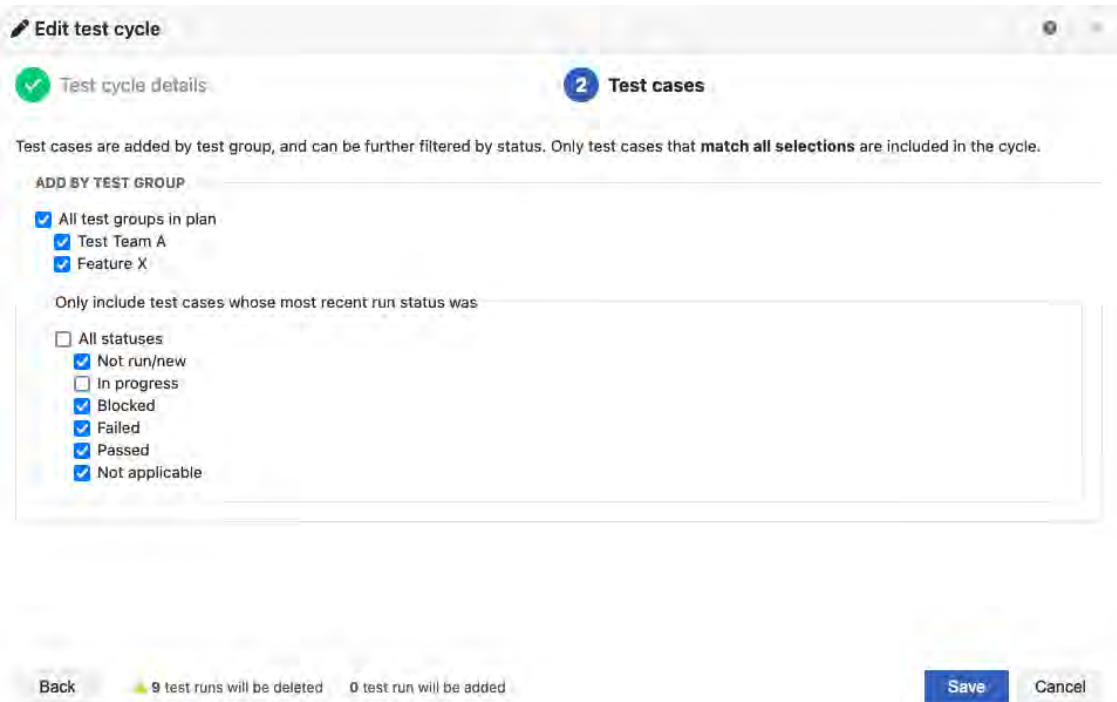 Edit test cycle
Test cycle details
2 Test cases
Test cases are added by test group, and can be further filtered by status. Only test cases that match all selections are included in the cycle.
ADD BY TEST GROUP
All test groups in plan
Test Team A
Feature X
Only include test cases whose most recent run status was
All statuses
Not run/new
In progress
Blocked
Failed
Passed
Not applicable
Back 9 test runs will be deleted 0 test run will be added Save Cancel